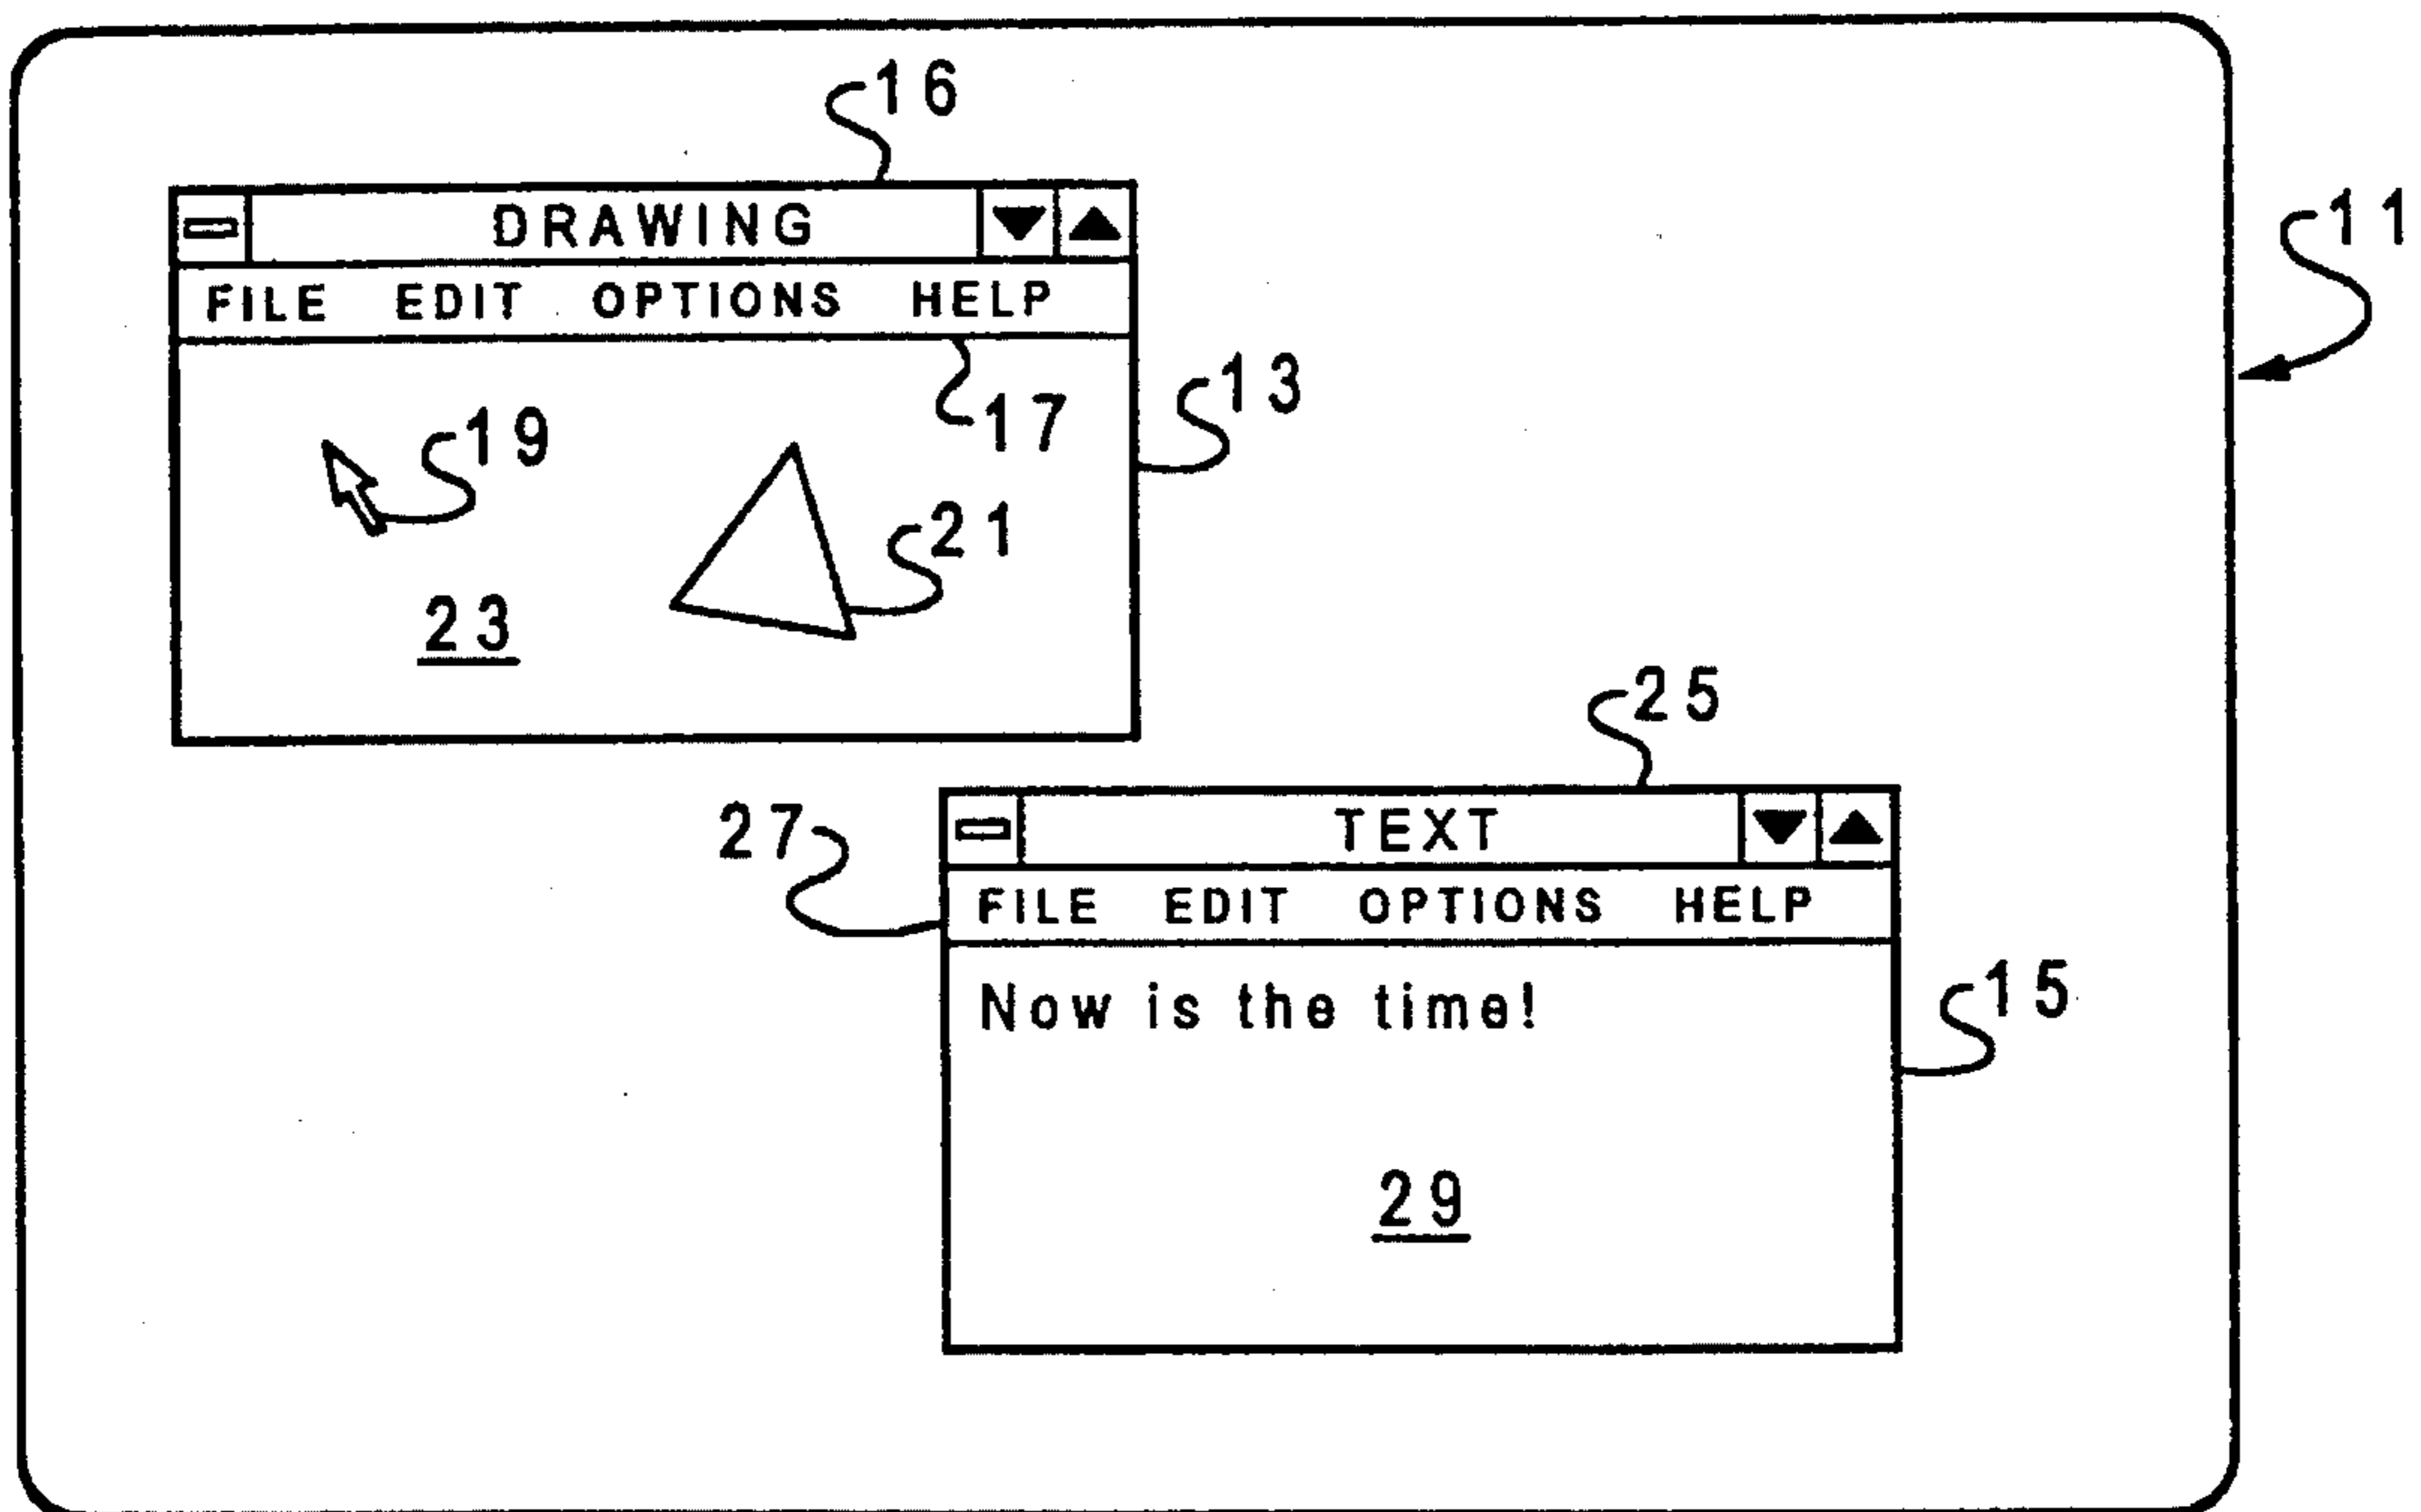 16
DRAWING
11
FILE EDIT OPTIONS HELP
13
17
19
21
23
25
27
TEXT
FILE EDIT OPTIONS HELP
Now is the time!
15
29